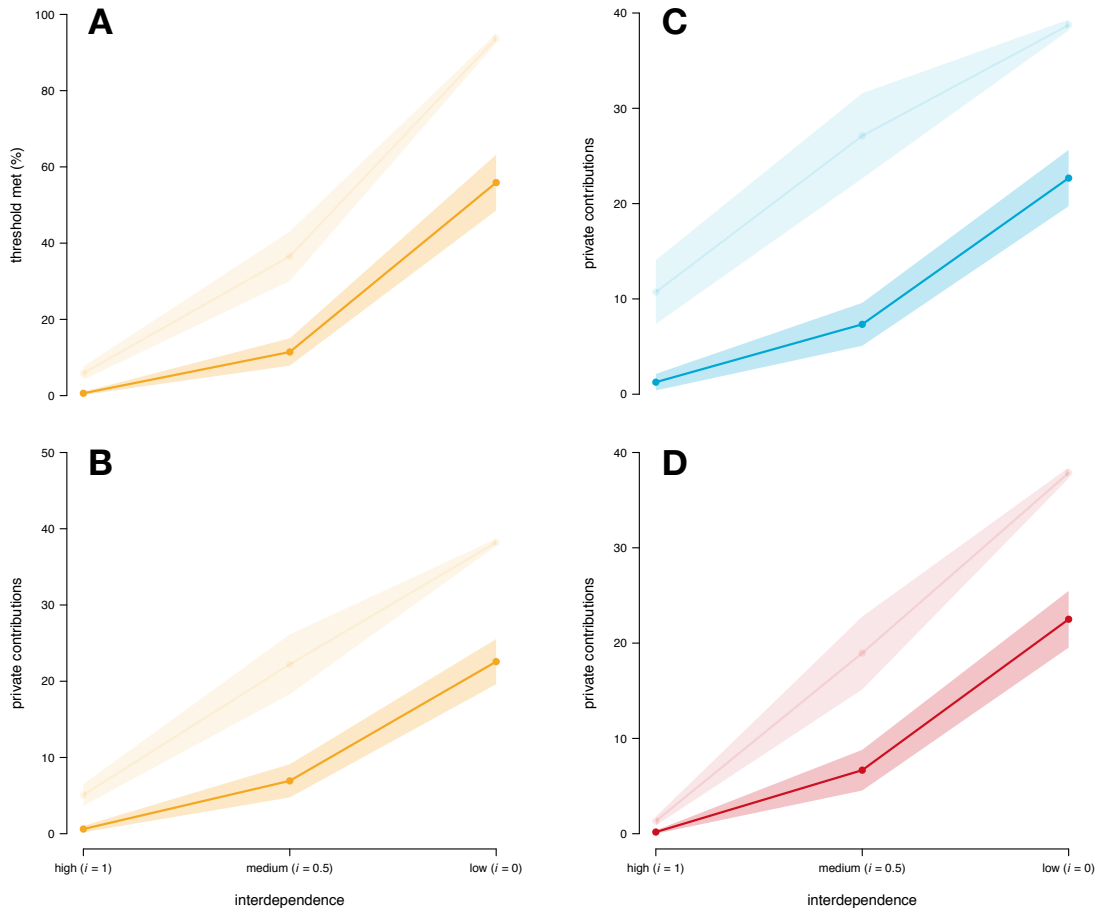 A
100
80
60
40
20
0
threshold met (%)
C
40
30
20
10
0
private contributions
B
50
40
30
20
10
0
private contributions
high (i = 1)
medium (i = 0.5)
low (i = 0)
interdependence
D
40
30
20
10
0
private contributions
high (i = 1)
medium (i = 0.5)
low (i = 0)
interdependence